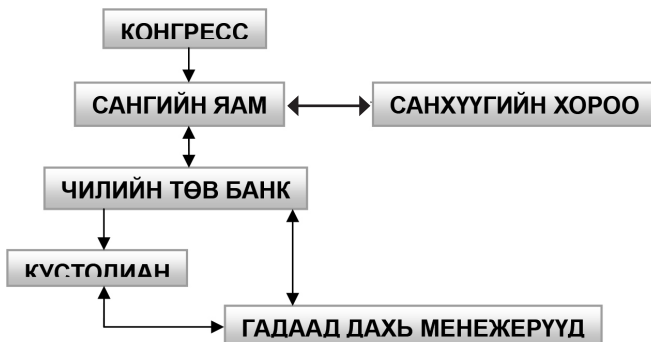 КОНГРЕСС
САНГИЙН ЯАМ
САНХҮҮГИЙН ХОРОО
ЧИЛИЙН ТӨВ БАНК
КУСТОДИАН
ГАДААД ДАХЬ МЕНЕЖЕРҮҮД